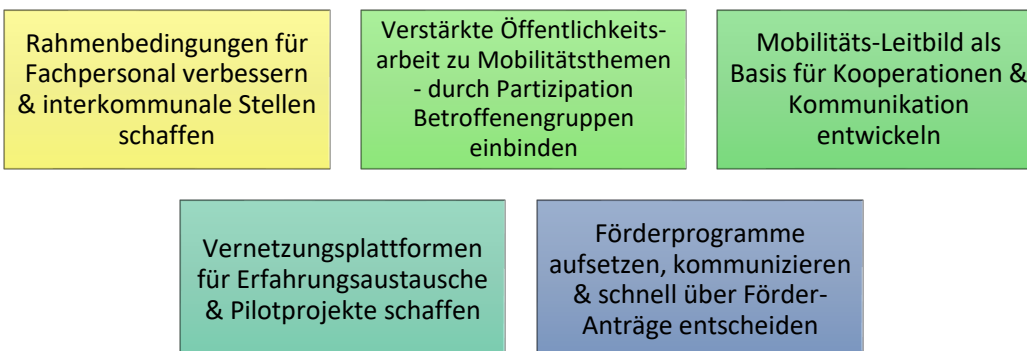 Rahmenbedingungen für
Fachpersonal verbessern
& interkommunale Stellen
schaffen
Verstärkte Öffentlichkeits-
arbeit zu Mobilitätsthemen
- durch Partizipation
Betroffenengruppen
einbinden
Mobilitäts-Leitbild als
Basis für Kooperationen &
Kommunikation
entwickeln
Vernetzungsplattformen
für Erfahrungsaustausche
& Pilotprojekte schaffen
Förderprogramme
aufsetzen, kommunizieren
& schnell über Förder-
Anträge entscheiden